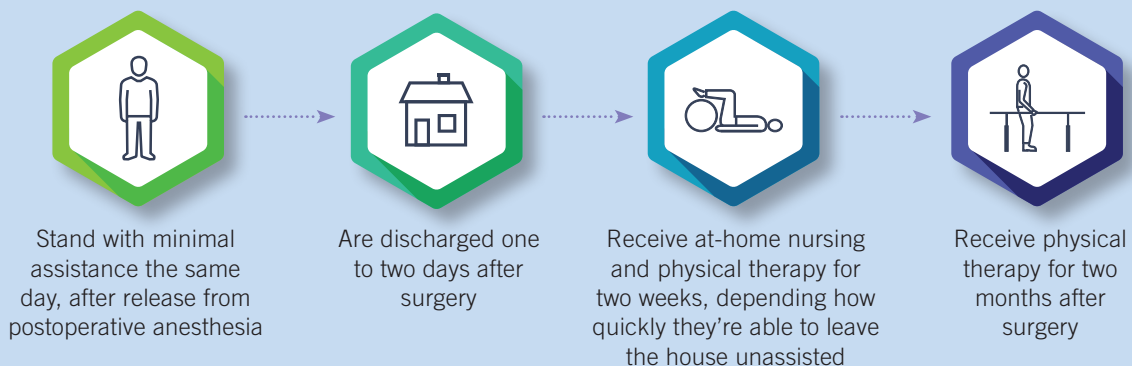 Stand with minimal
assistance the same
day, after release from
postoperative anesthesia
Are discharged one
to two days after
surgery
Receive at-home nursing
and physical therapy for
two weeks, depending how
quickly they're able to leave
the house unassisted
Receive physical
therapy for two
months after
surgery